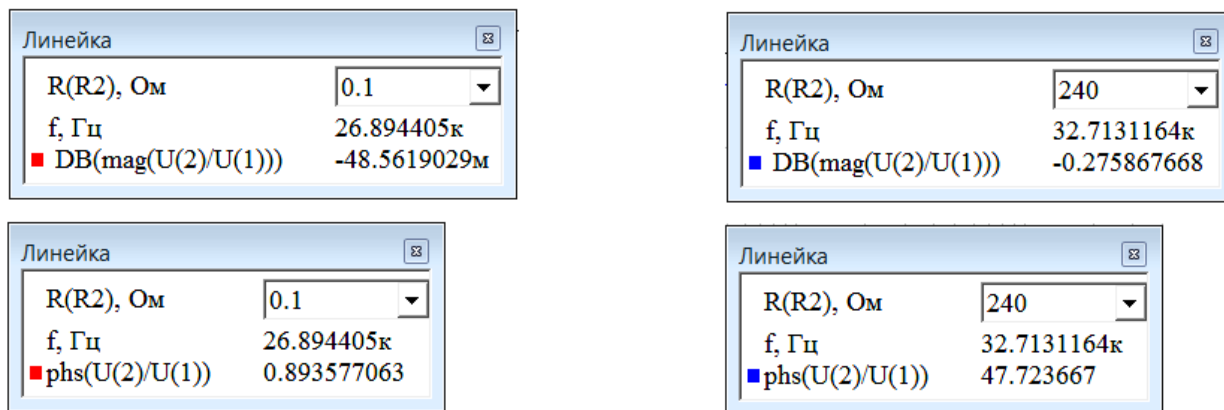 Линейка
R(R2), Ом 0.1
f, Гц 26.894405к
DB(mag(U(2)/U(1))) -48.5619029м
Линейка
R(R2), Ом 240
f, Гц 32.7131164к
DB(mag(U(2)/U(1))) -0.275867668
Линейка
R(R2), Ом 0.1
f, Гц 26.894405к
phs(U(2)/U(1)) 0.893577063
Линейка
R(R2), Ом 240
f, Гц 32.7131164к
phs(U(2)/U(1)) 47.723667